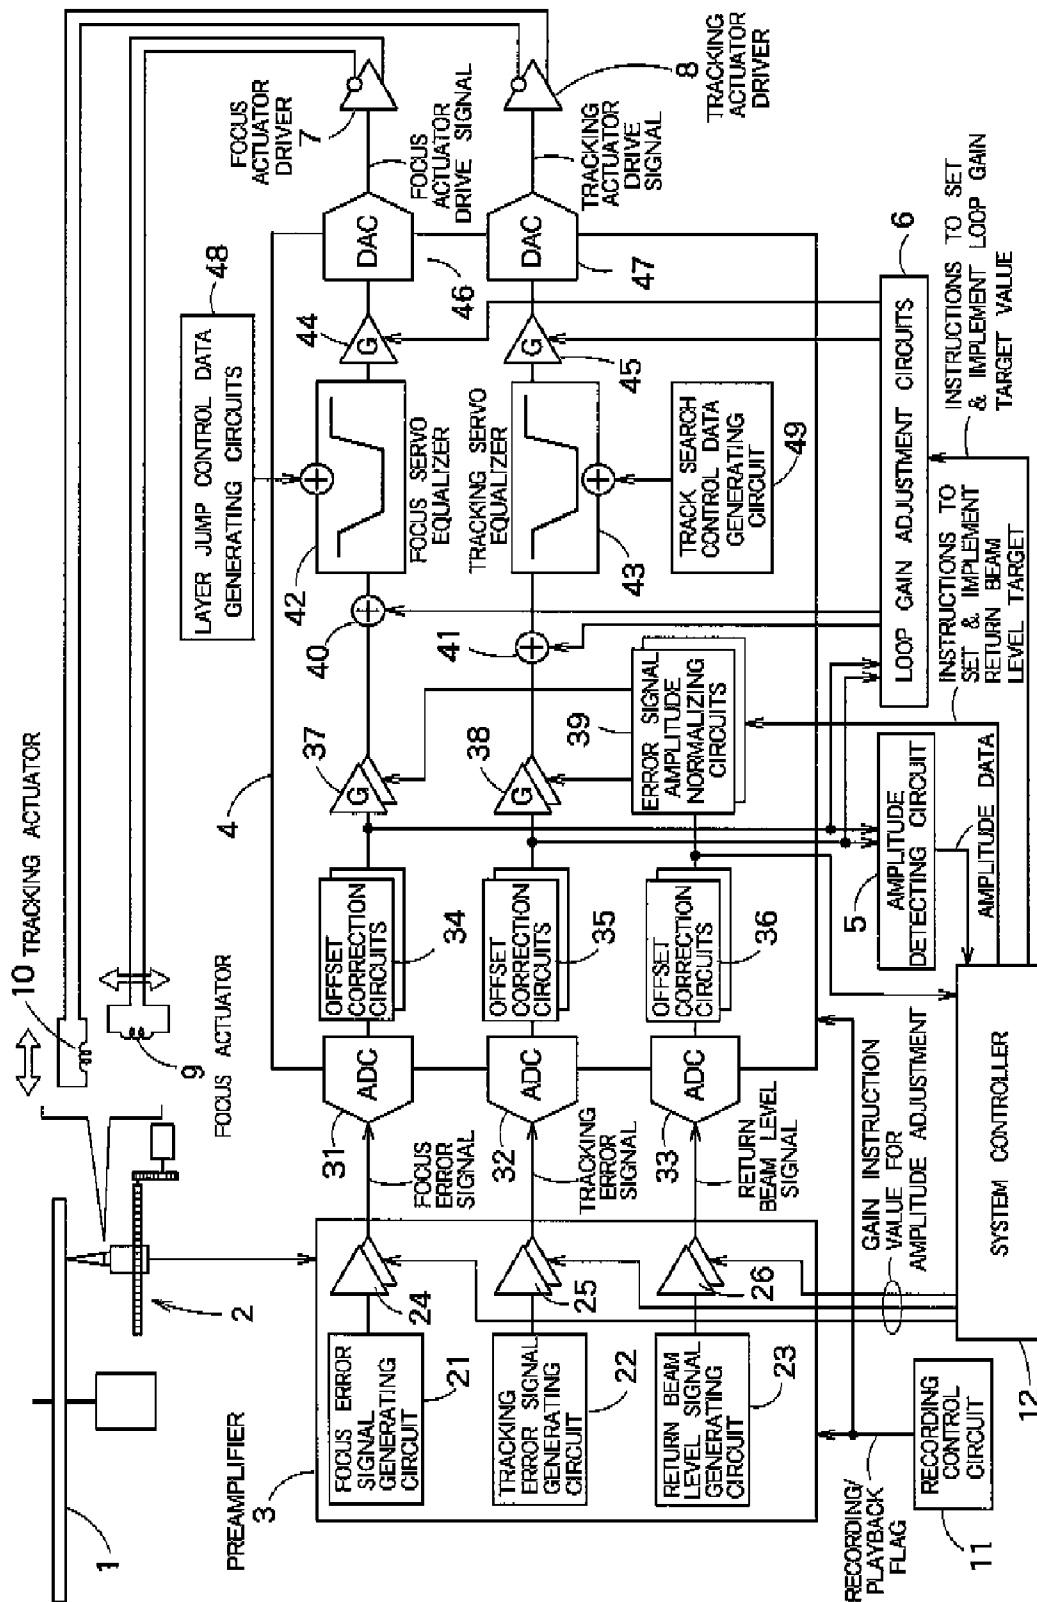 1
2
10 TRACKING ACTUATOR
9
FOCUS ACTUATOR
PREAMPLIFIER
3
FOCUS ERROR
SIGNAL
GENERATING
CIRCUIT
21
24
TRACKING
ERROR SIGNAL
GENERATING
CIRCUIT
22
25
RETURN BEAM
LEVEL SIGNAL
GENERATING
CIRCUIT
23
26
FOCUS
ERROR
SIGNAL
TRACKING
ERROR
SIGNAL
RETURN
BEAM LEVEL
SIGNAL
4
31
ADC
32
ADC
33
ADC
OFFSET
CORRECTION
CIRCUITS
34
OFFSET
CORRECTION
CIRCUITS
35
OFFSET
CORRECTION
CIRCUITS
36
37
G
38
G
39
ERROR SIGNAL
AMPLITUDE
NORMALIZING
CIRCUITS
40
41
LAYER JUMP CONTROL DATA
GENERATING CIRCUITS
48
42
FOCUS SERVO
EQUALIZER
TRACKING SERVO
EQUALIZER
43
TRACK SEARCH
CONTROL DATA
GENERATING
CIRCUIT
49
44
G
G
45
DAC
46
DAC
47
FOCUS
ACTUATOR
DRIVER
7
FOCUS
ACTUATOR
DRIVE SIGNAL
TRACKING
ACTUATOR
DRIVE
SIGNAL
8
TRACKING
ACTUATOR
DRIVER
5
AMPLITUDE
DETECTING CIRCUIT
AMPLITUDE DATA
6
LOOP GAIN ADJUSTMENT CIRCUITS
INSTRUCTIONS TO
SET & IMPLEMENT
RETURN BEAM
LEVEL TARGET
INSTRUCTIONS TO SET
& IMPLEMENT LOOP GAIN
TARGET VALUE
GAIN INSTRUCTION
VALUE FOR
AMPLITUDE ADJUSTMENT
RECORDING/
PLAYBACK
FLAG
RECORDING
CONTROL
CIRCUIT
11
SYSTEM CONTROLLER
12